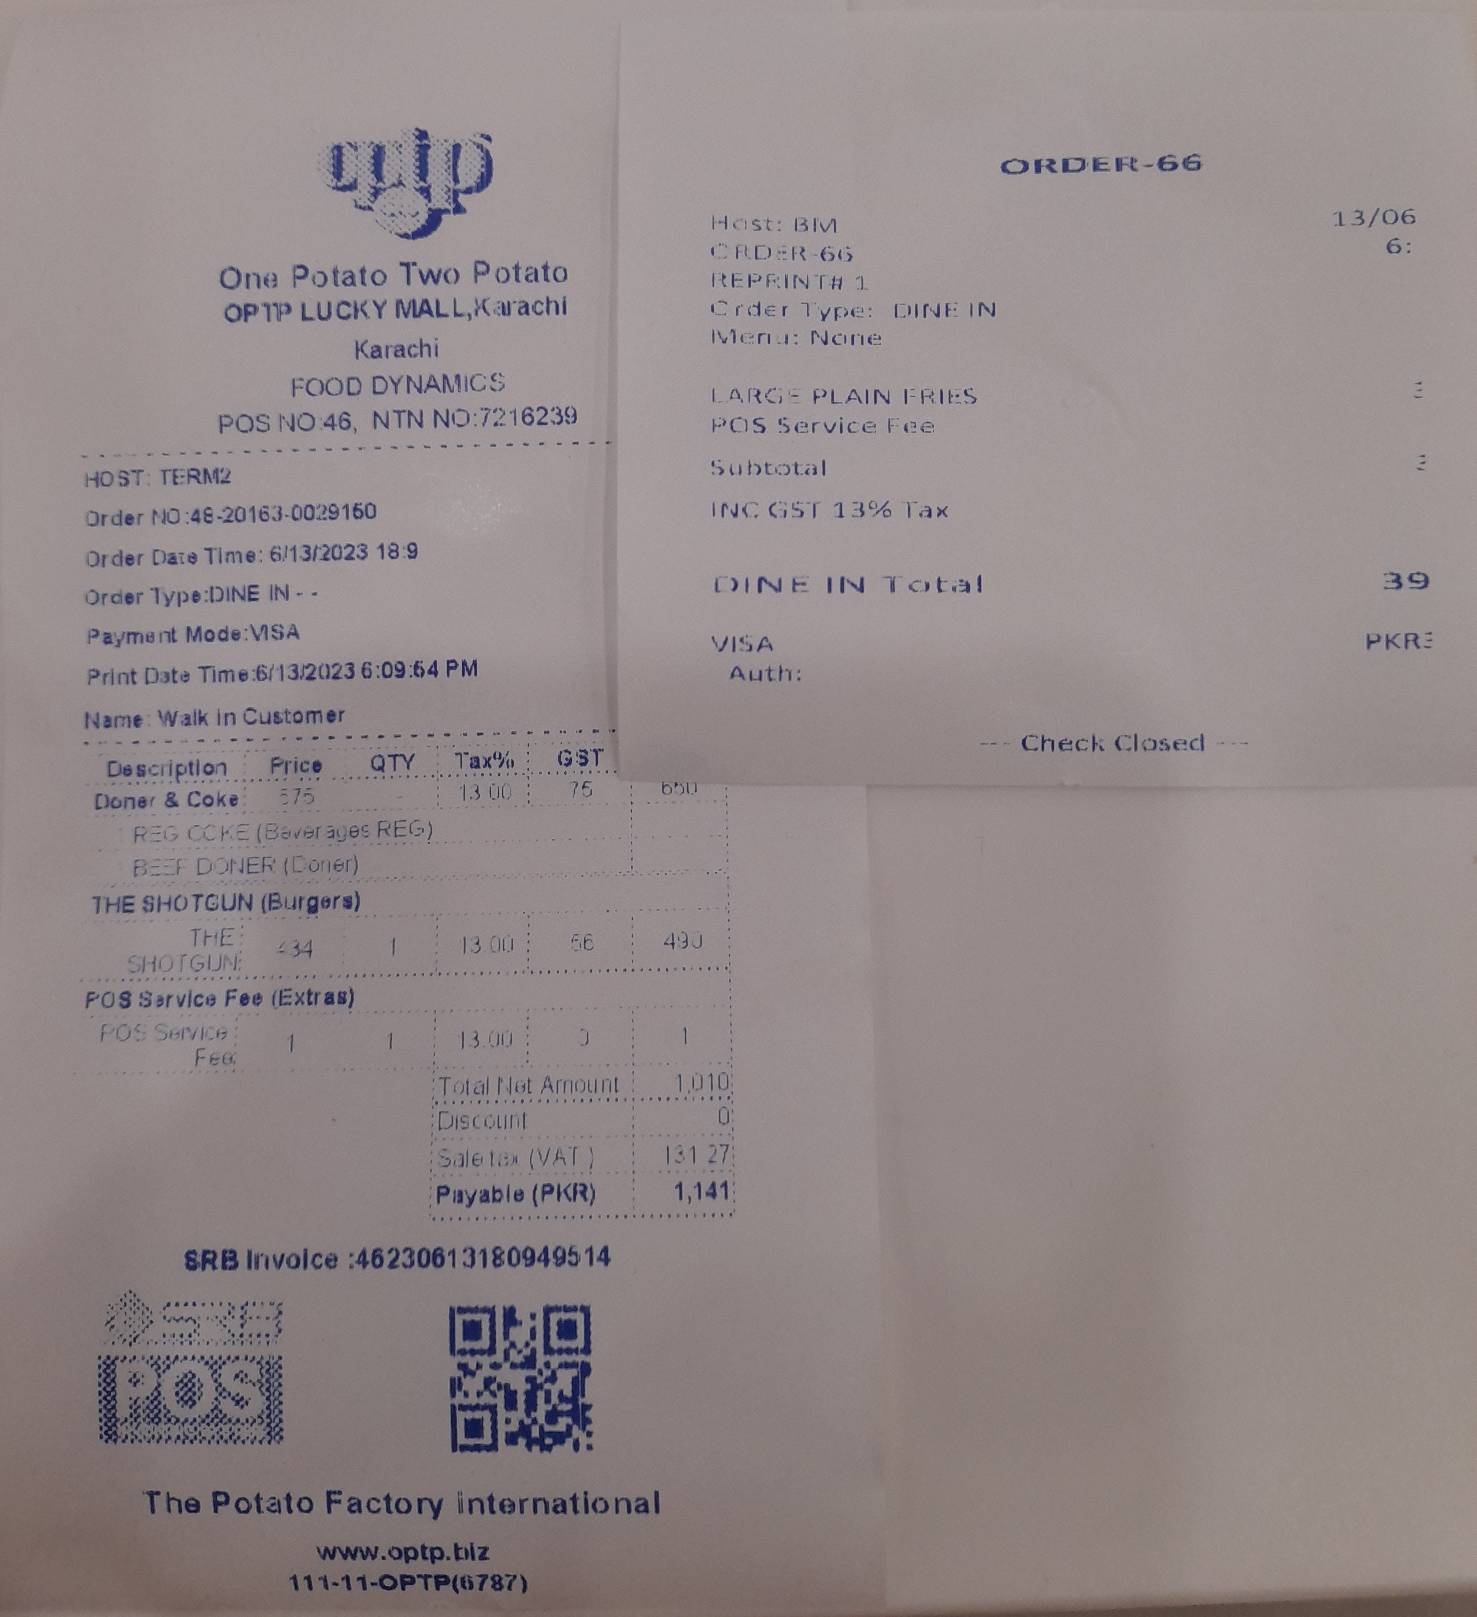 optp
One Potato Two Potato
OPTP LUCKY MALL,Karachi
Karachi
FOOD DYNAMICS
POS NO:46, NTN NO:7216239
HOST: TERM2
Order NO:48-20163-0029150
Order Date Time: 6/13/2023 18:9
Order Type:DINE IN - -
Payment Mode:VISA
Print Date Time:6/13/2023 6:09:54 PM
Name: Walk in Customer
Description Price QTY Tax% GST
Doner & Coke 575 13.00 75 650
REG COKE (Beverages REG)
BEEF DONER (Doner)
THE SHOTGUN (Burgers)
THE SHOTGUN: 434 1 13.00 56 490
POS Service Fee (Extras)
POS Service Fee: 1 1 13.00 0 1
Total Net Amount 1,010
Discount 0
Sale tax (VAT ) 131.27
Payable (PKR) 1,141
SRB Invoice :46230613180949514
SRB
POS
The Potato Factory international
www.optp.biz
111-11-OPTP(6787)
ORDER-66
Host: BM 13/06
ORDER-66 6:
REPRINT# 1
Order Type: DINE IN
Menu: None
LARGE PLAIN FRIES
POS Service Fee
Subtotal
INC GST 13% Tax
DINE IN Total 39
VISA PKR
Auth:
--- Check Closed ---